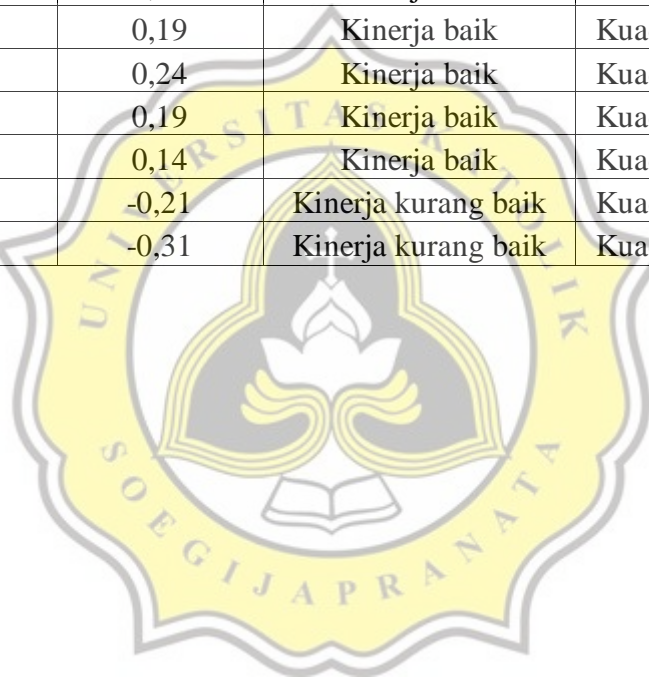 0,19 Kinerja baik Kua
0,24 Kinerja baik Kua
0,19 Kinerja baik Kua
0,14 Kinerja baik Kua
-0,21 Kinerja kurang baik Kua
-0,31 Kinerja kurang baik Kua
UNIVERSITAS KATOLIK
SOEGIJAPRANATA